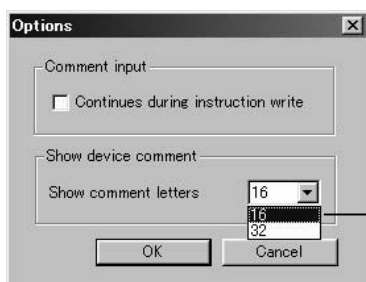 Options
Comment input
Continues during instruction write
Show device comment
Show comment letters 16
16
32
OK Cancel